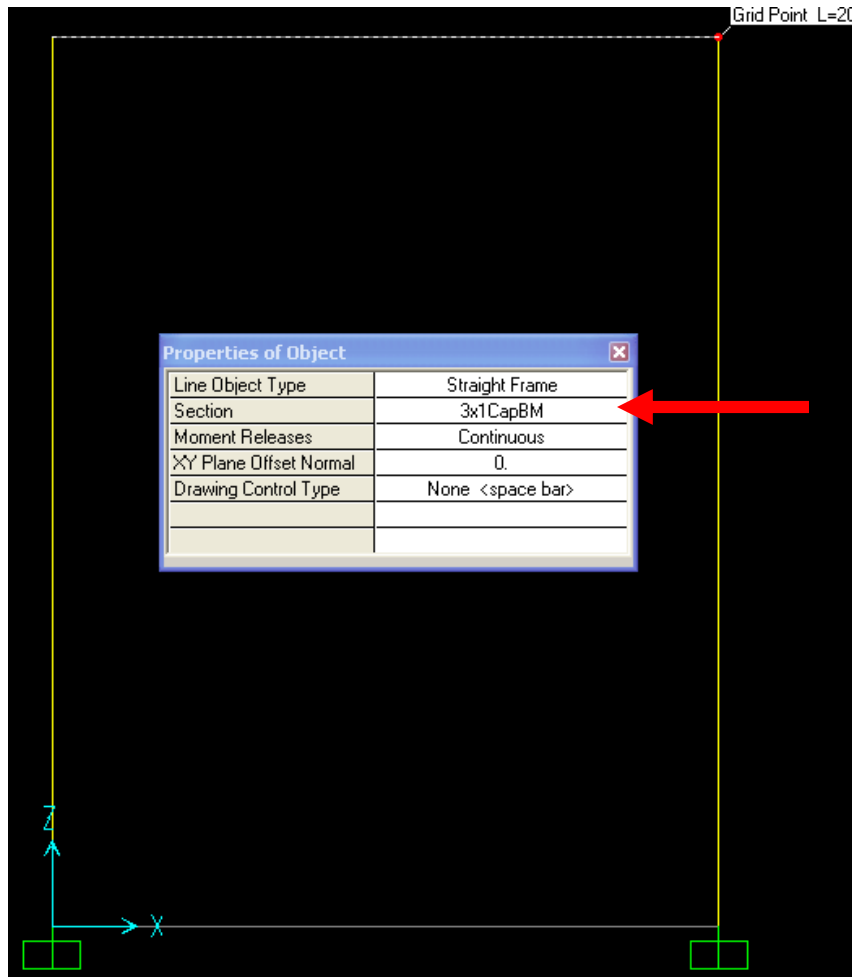 Grid Point L=20
Properties of Object
Line Object Type Straight Frame
Section 3x1CapBM
Moment Releases Continuous
XY Plane Offset Normal 0.
Drawing Control Type None <space bar>
Z
X